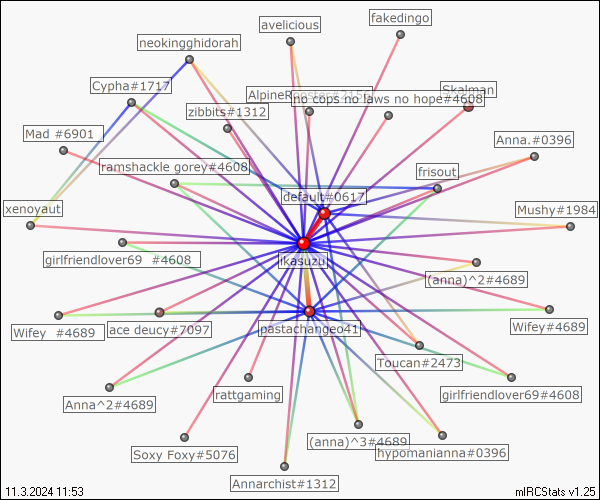 avelicious
fakedingo
neokingghidorah
Cypha#1717
AlpineRooster#2156
Skalman
no cops no laws no hope#4608
zibbits#1312
Mad #6901
Anna.#0396
ramshackle gorey#4608
frisout
default#0617
xenoyaut
Mushy#1984
girlfriendlover69 #4608
ikasuzu
(anna)^2#4689
Wifey #4689
ace deucy#7097
pastachangeo41
Wifey#4689
Toucan#2473
Anna^2#4689
rattgaming
girlfriendlover69#4608
(anna)^3#4689
Soxy Foxy#5076
hypomanianna#0396
Annarchist#1312
11.3.2024 11:53
mIRCStats v1.25